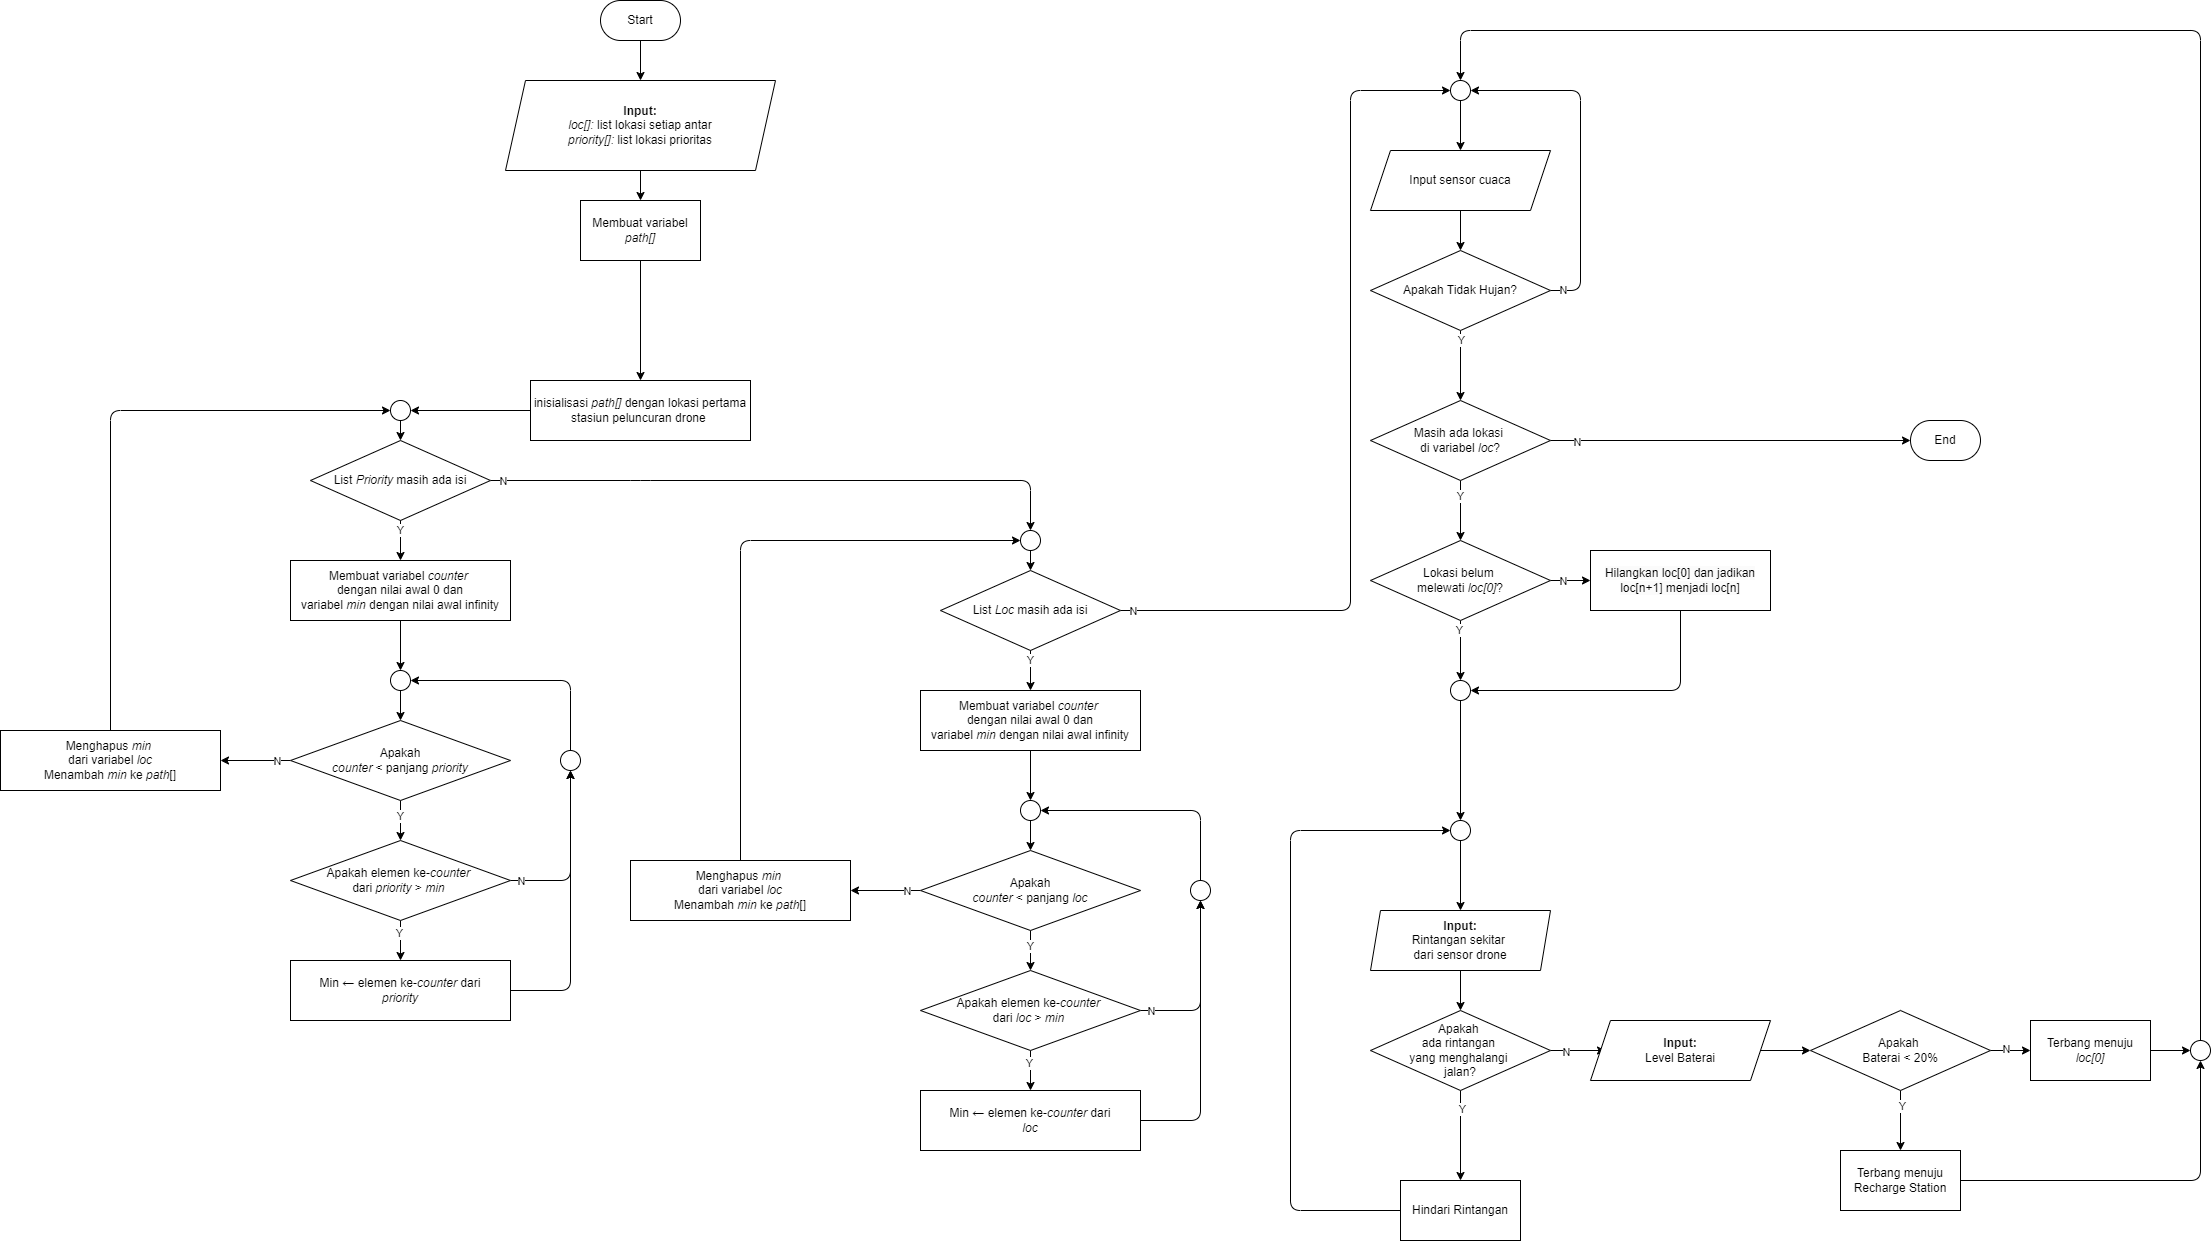 Start
Input:
loc[]: list lokasi setiap antar
priority[]: list lokasi prioritas
Membuat variabel
path[]
inisialisasi path[] dengan lokasi pertama
stasiun peluncuran drone
List Priority masih ada isi
N
Y
Membuat variabel counter
dengan nilai awal 0 dan
variabel min dengan nilai awal infinity
Apakah
counter < panjang priority
N
Y
Menghapus min
dari variabel loc
Menambah min ke path[]
Apakah elemen ke-counter
dari priority > min
N
Y
Min ← elemen ke-counter dari
priority
List Loc masih ada isi
N
Y
Membuat variabel counter
dengan nilai awal 0 dan
variabel min dengan nilai awal infinity
Apakah
counter < panjang loc
N
Y
Menghapus min
dari variabel loc
Menambah min ke path[]
Apakah elemen ke-counter
dari loc > min
N
Y
Min ← elemen ke-counter dari
loc
Input sensor cuaca
Apakah Tidak Hujan?
N
Y
Masih ada lokasi
di variabel loc?
N
End
Y
Lokasi belum
melewati loc[0]?
N
Hilangkan loc[0] dan jadikan
loc[n+1] menjadi loc[n]
Y
Input:
Rintangan sekitar
dari sensor drone
Apakah
ada rintangan
yang menghalangi
jalan?
N
Y
Hindari Rintangan
Input:
Level Baterai
Apakah
Baterai < 20%
N
Y
Terbang menuju
loc[0]
Terbang menuju
Recharge Station